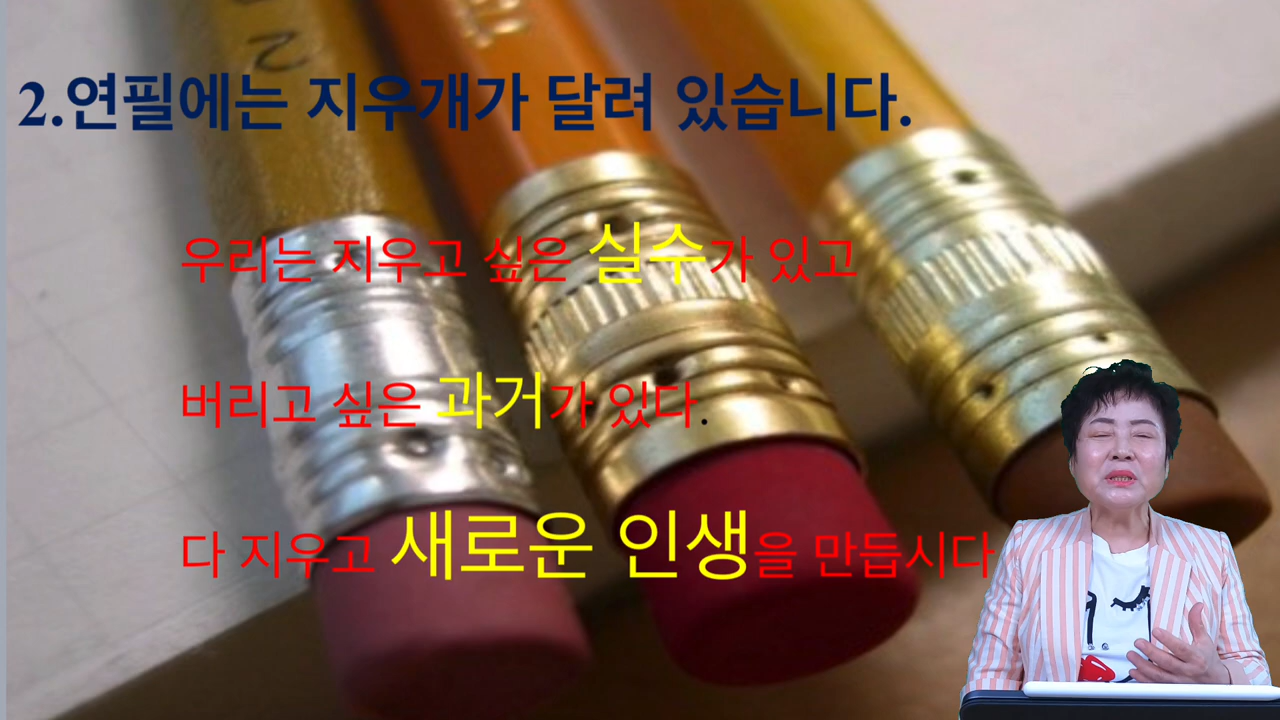 2.연필에는 지우개가 달려 있습니다.
우리는 지우고 싶은 실수가 있고
버리고 싶은 과거가 있다.
다 지우고 새로운 인생을 만듭시다